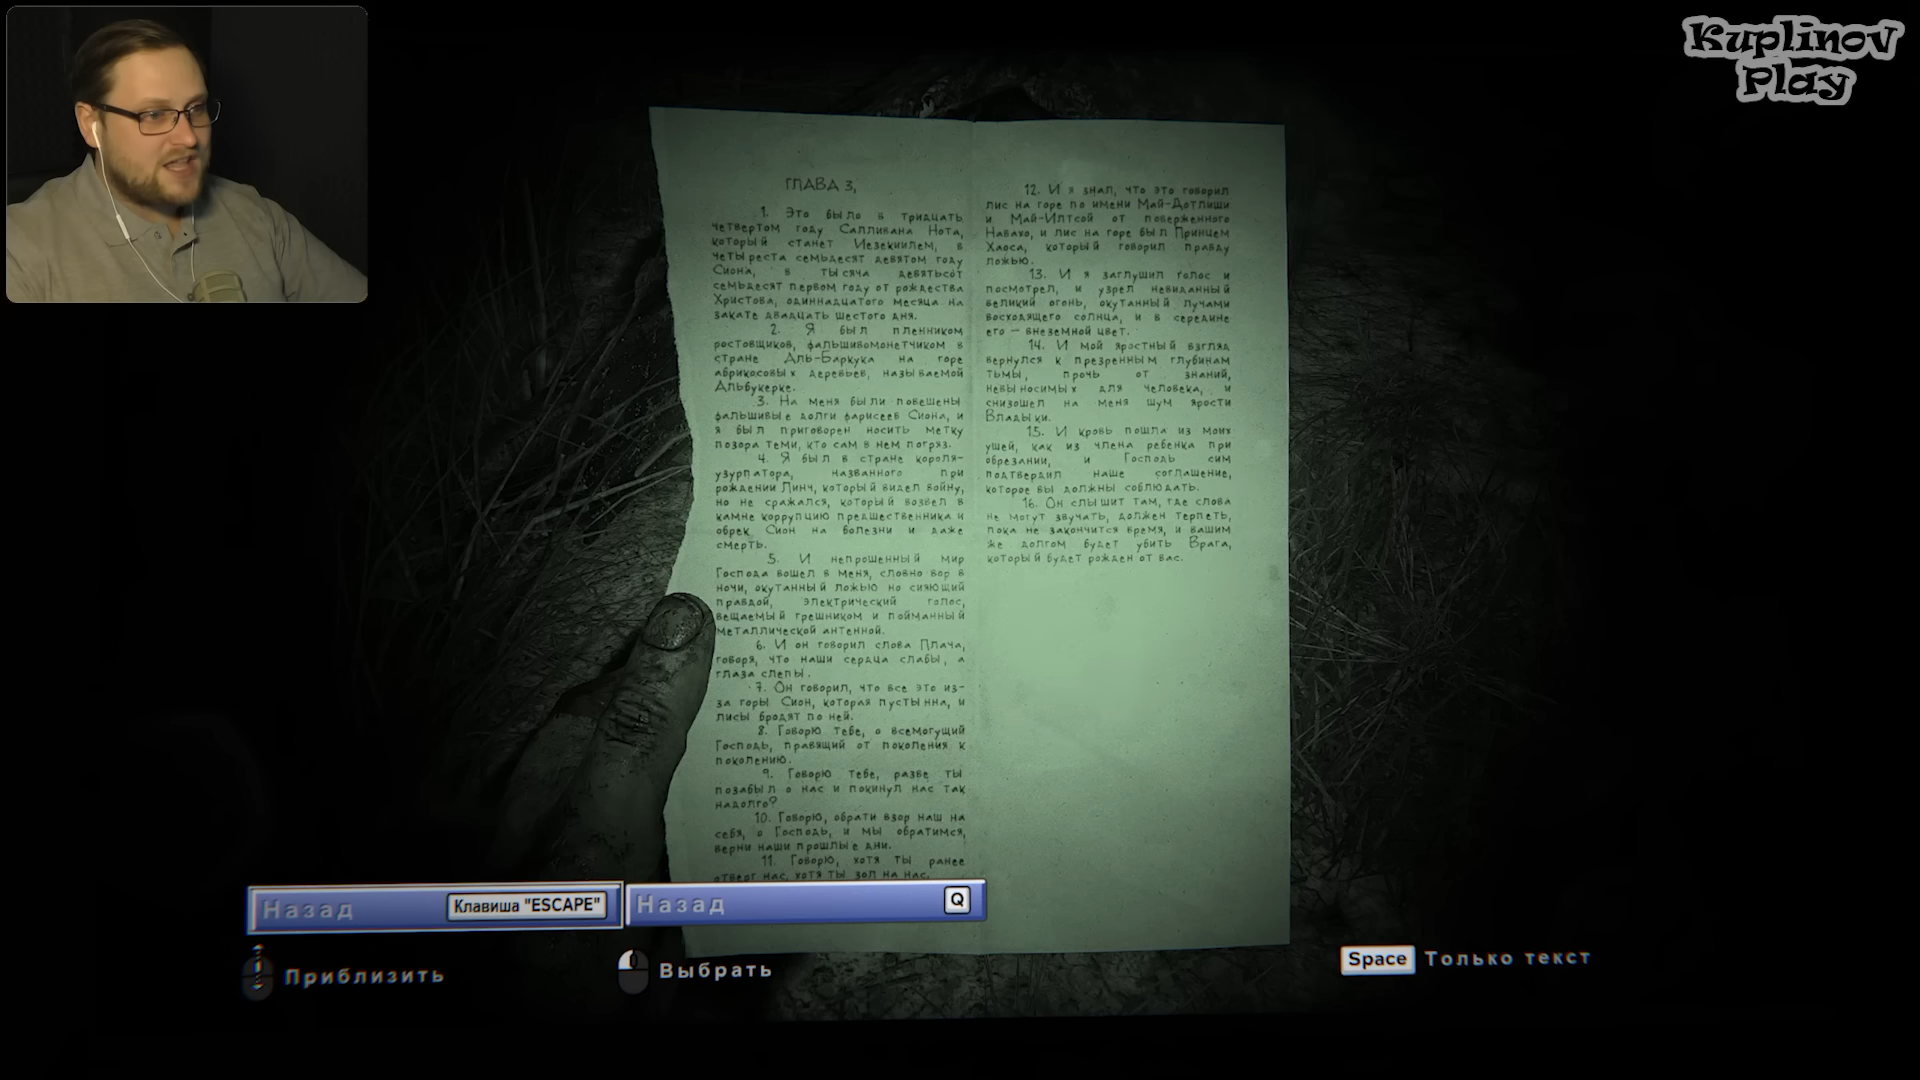 Kuplinov
Play
ГЛАВА 3,
1. Это было в тридцать
четвертом году Салливана Нота,
который станет Иезекиилем, в
четыреста семьдесят девятом году
Сиона, в тысяча девятьсот
семьдесят первом году от рождества
Христова, одиннадцатого месяца на
закате двадцать шестого дня.
2. Я был пленником
ростовщиков, фальшивомонетчиком в
стране Аль-Баркука на горе
абрикосовых деревьев, называемой
Альбукерке.
3. На меня были повешены
фальшивые долги фарисеев Сиона, и
я был приговорен носить метку
позора теми, кто сам в нем погряз.
4. Я был в стране короля-
узурпатора, названного при
рождении Линч, который видел войну,
но не сражался, который возвел в
камне коррупцию предшественника и
обрек Сион на болезни и даже
смерть.
5. И непрошенный мир
Господа вошел в меня, словно вор в
ночи, окутанный ложью но сияющий
правдой, электрический голос,
вещаемый грешником и пойманный
металлической антенной.
6. И он говорил слова Плача,
говоря, что наши сердца слабы, а
глаза слепы.
7. Он говорил, что все это из-
за горы Сион, которая пустынна, и
лисы бродят по ней.
8. Говорю тебе, о всемогущий
Господь, правящий от поколения к
поколению.
9. Говорю тебе, разве ты
позабыл о нас и покинул нас так
надолго?
10. Говорю, обрати взор наш на
себя, о Господь, и мы обратимся,
верни наши прошлые дни.
11. Говорю, хотя ты ранее
отверг нас, хотя ты зол на нас.
12. И я знал, что это говорил
лис на горе по имени Май-Дотлиши
и Май-Илтсой от поверженного
Навахо, и лис на горе был Принцем
Хаоса, который говорил правду
ложью.
13. И я заглушил голос и
посмотрел, и узрел невиданный
великий огонь, окутанный лучами
восходящего солнца, и в середине
его — внеземной цвет.
14. И мой яростный взгляд
вернулся к презренным глубинам
тьмы, прочь от знаний,
невыносимых для человека, и
снизошел на меня шум ярости
Владыки.
15. И кровь пошла из моих
ушей, как из члена ребенка при
обрезании, и Господь сим
подтвердил наше соглашение,
которое вы должны соблюдать.
16. Он слышит там, где слова
не могут звучать, должен терпеть,
пока не закончится время, и вашим
же долгом будет убить Врага,
который будет рожден от вас.
Назад Клавиша "ESCAPE"
Назад Q
Приблизить
Выбрать
Space Только текст